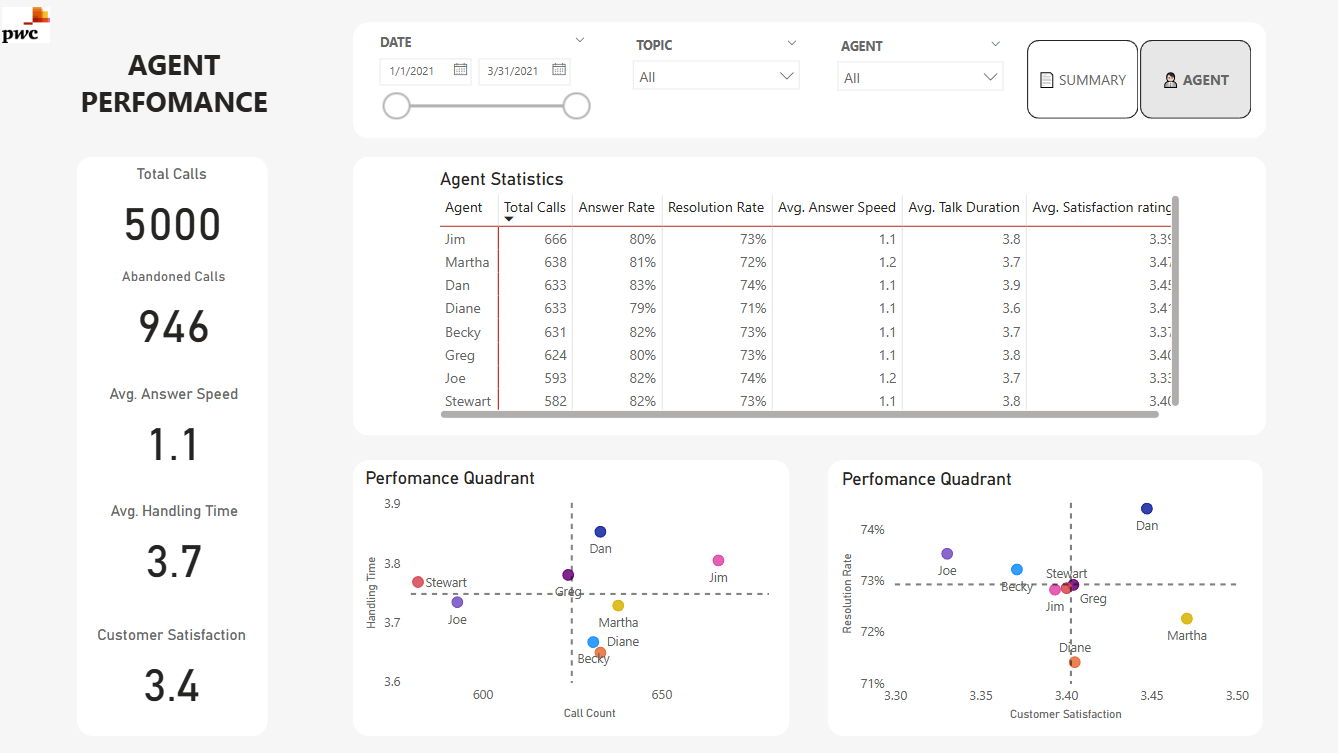 pwc
AGENT
PERFOMANCE
DATE
1/1/2021
3/31/2021
TOPIC
All
AGENT
All
SUMMARY
AGENT
Total Calls
5000
Abandoned Calls
946
Avg. Answer Speed
1.1
Avg. Handling Time
3.7
Customer Satisfaction
3.4
Agent Statistics
Agent Total Calls Answer Rate Resolution Rate Avg. Answer Speed Avg. Talk Duration Avg. Satisfaction rating
Jim 666 80% 73% 1.1 3.8 3.39
Martha 638 81% 72% 1.2 3.7 3.47
Dan 633 83% 74% 1.1 3.9 3.45
Diane 633 79% 71% 1.1 3.6 3.41
Becky 631 82% 73% 1.1 3.7 3.37
Greg 624 80% 73% 1.1 3.8 3.40
Joe 593 82% 74% 1.2 3.7 3.33
Stewart 582 82% 73% 1.1 3.8 3.40
Perfomance Quadrant
Handling Time
3.9
3.8
3.7
3.6
Dan
Jim
Stewart
Greg
Joe
Martha
Diane
Becky
600 650
Call Count
Perfomance Quadrant
Resolution Rate
74%
73%
72%
71%
Dan
Joe
Becky
Stewart
Jim
Greg
Martha
Diane
3.30 3.35 3.40 3.45 3.50
Customer Satisfaction